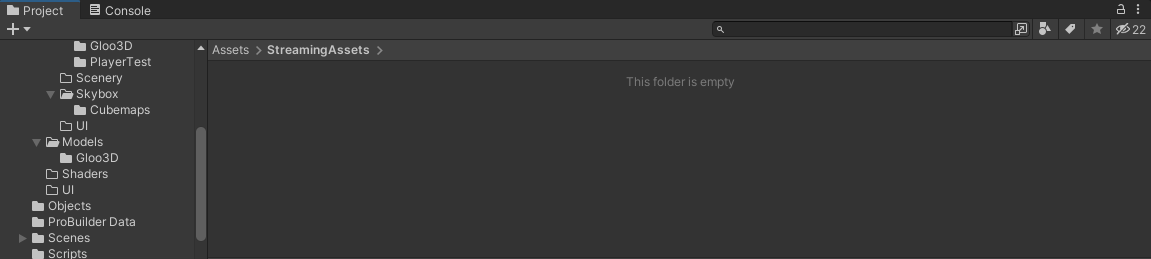 Project
Console
22
Assets > StreamingAssets >
This folder is empty
Gloo3D
PlayerTest
Scenery
Skybox
Cubemaps
UI
Models
Gloo3D
Shaders
UI
Objects
ProBuilder Data
Scenes
Scripts